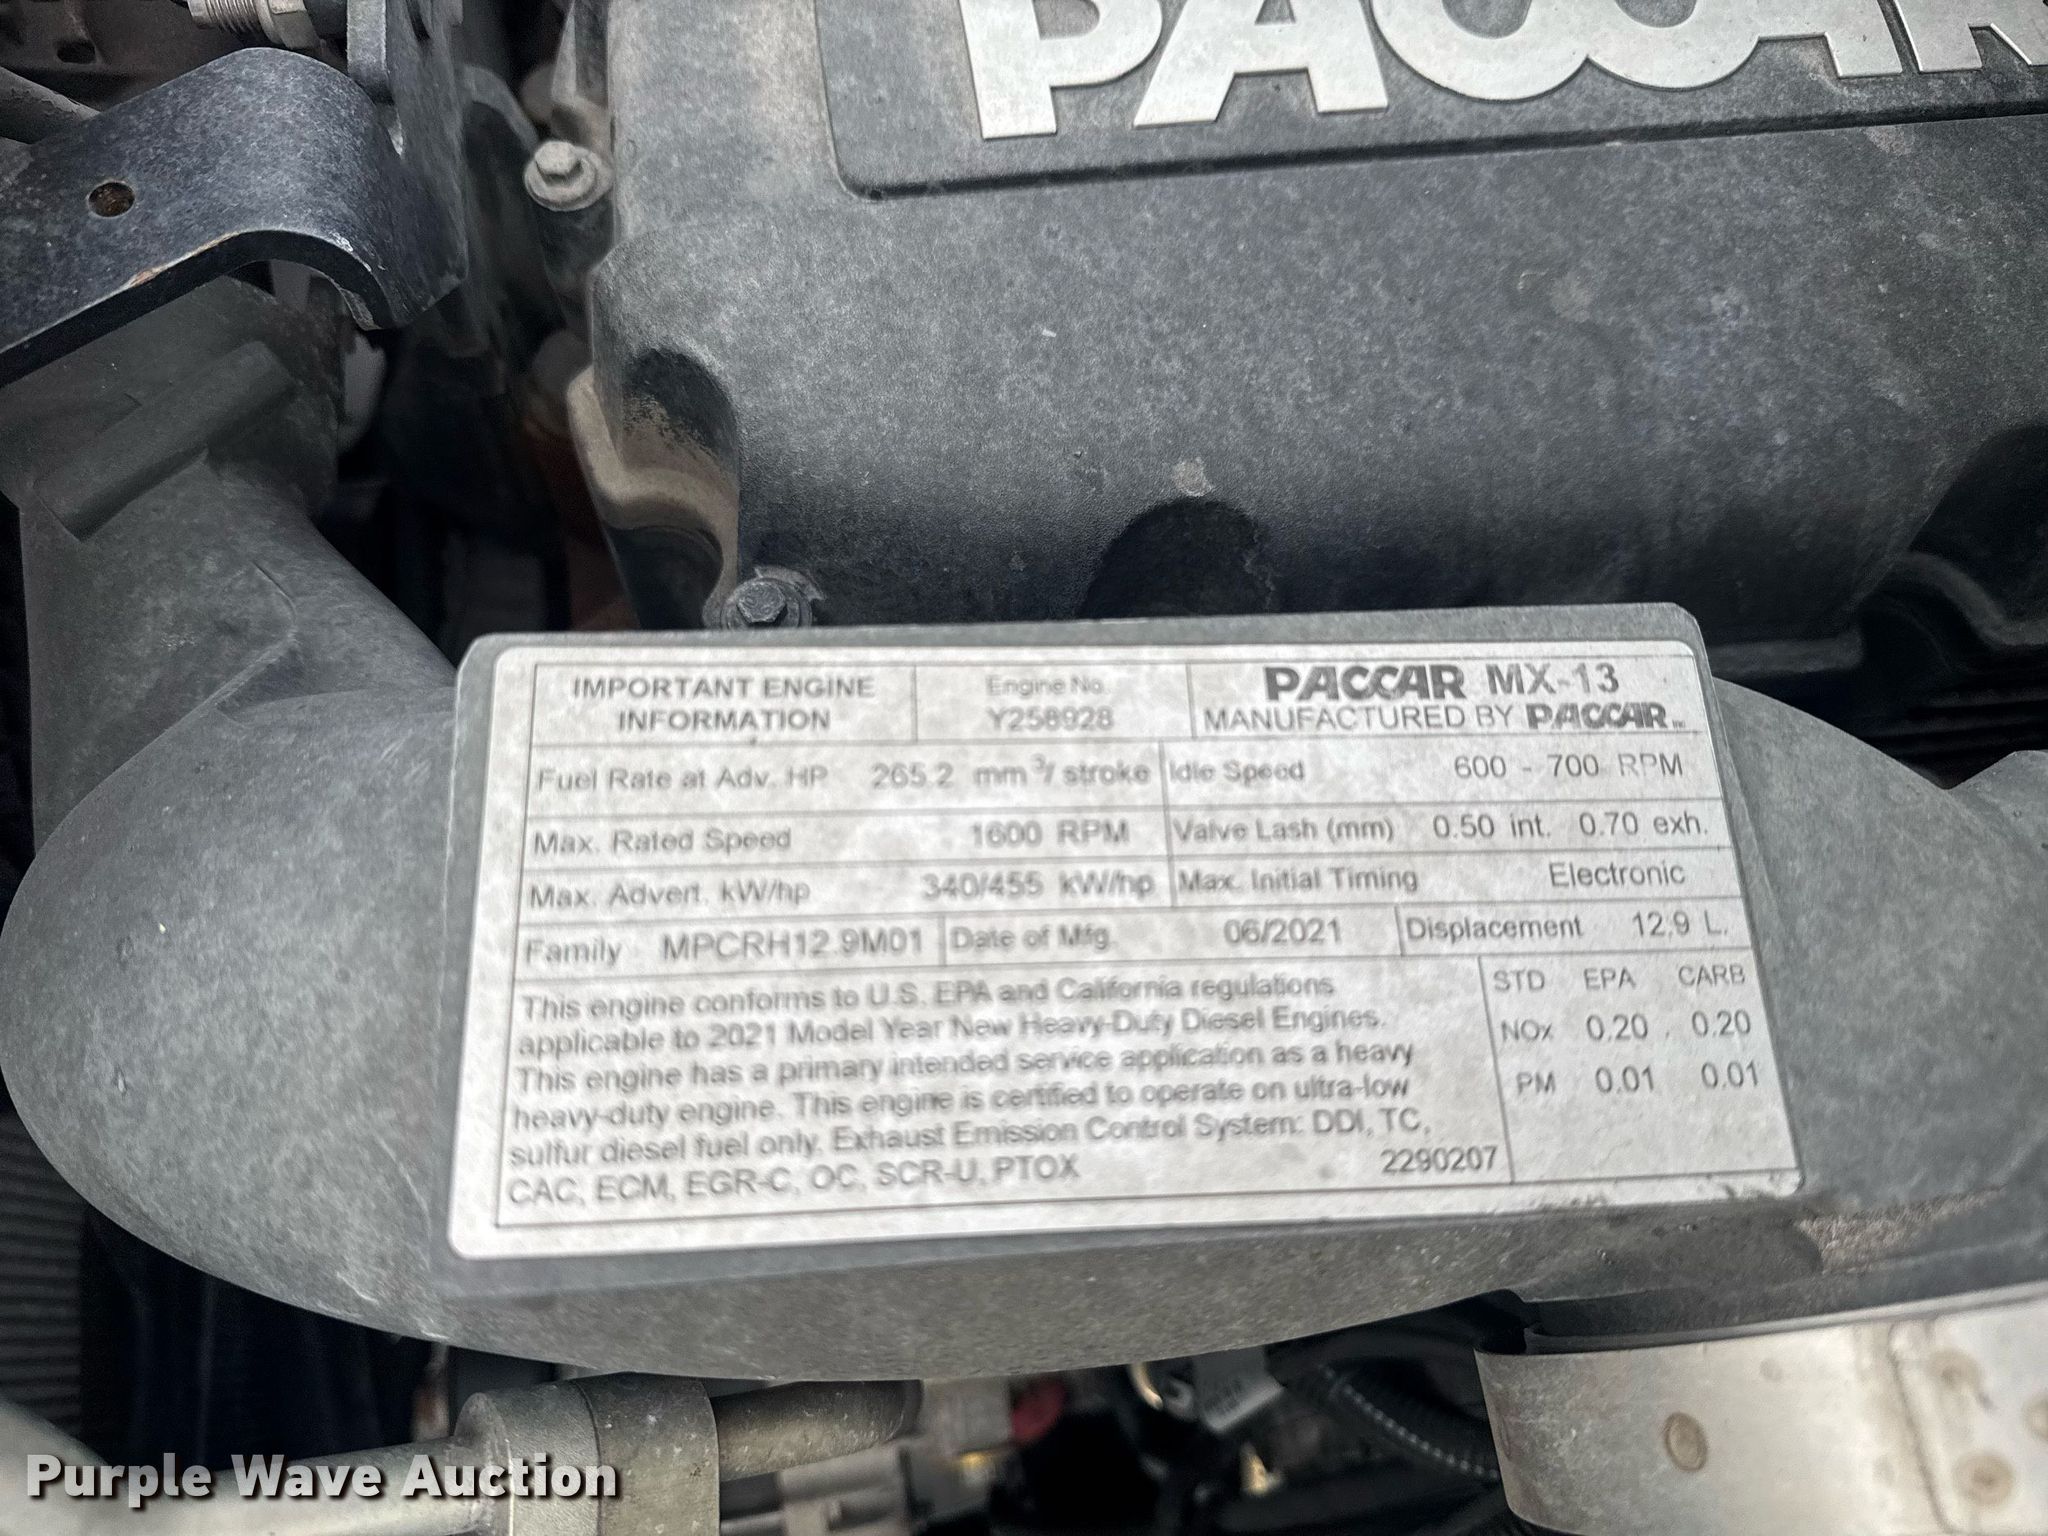 PACCAR
IMPORTANT ENGINE
INFORMATION
Engine No.
Y258928
PACCAR MX-13
MANUFACTURED BY PACCAR
Fuel Rate at Adv. HP 265.2 mm³/ stroke
Idle Speed 600 - 700 RPM
Max. Rated Speed 1600 RPM
Valve Lash (mm) 0.50 int. 0.70 exh.
Max. Advert. kW/hp 340/455 kW/hp
Max. Initial Timing Electronic
Family MPCRH12.9M01
Date of Mfg. 06/2021
Displacement 12.9 L.
This engine conforms to U.S. EPA and California regulations
applicable to 2021 Model Year New Heavy-Duty Diesel Engines.
This engine has a primary intended service application as a heavy
heavy-duty engine. This engine is certified to operate on ultra-low
sulfur diesel fuel only. Exhaust Emission Control System: DDI, TC,
CAC, ECM, EGR-C, OC, SCR-U, PTOX
2290207
STD EPA CARB
NOx 0.20 0.20
PM 0.01 0.01
Purple Wave Auction